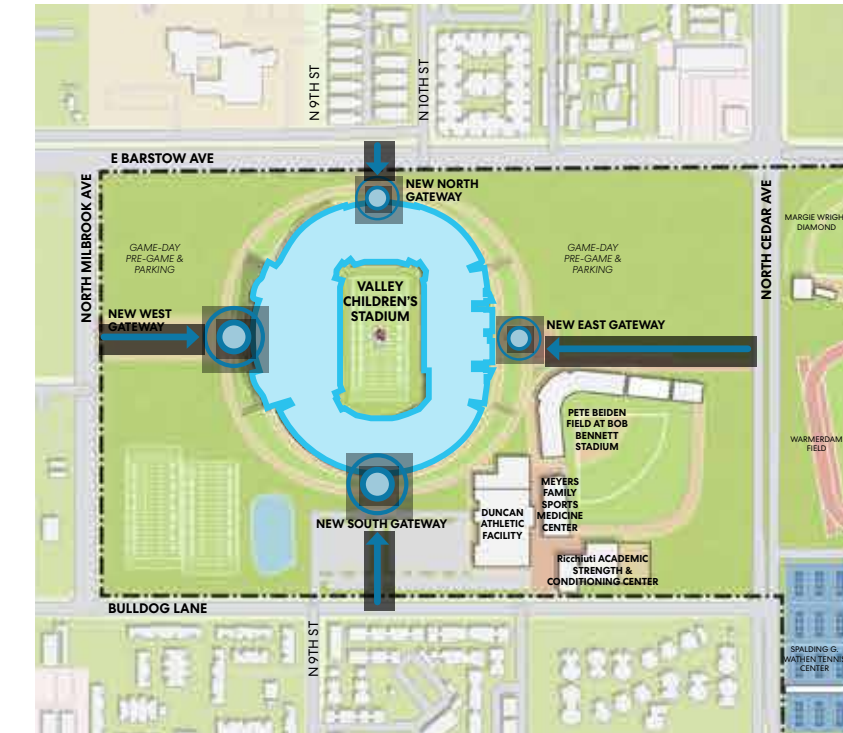 N 9TH ST
N 10TH ST
E BARSTOW AVE
NORTH MILBROOK AVE
NEW NORTH
GATEWAY
NORTH CEDAR AVE
MARGIE WRIGH
DIAMOND
GAME-DAY
PRE-GAME &
PARKING
GAME-DAY
PRE-GAME &
PARKING
VALLEY
CHILDREN'S
STADIUM
NEW WEST
GATEWAY
NEW EAST GATEWAY
PETE BEIDEN
FIELD AT BOB
BENNETT
STADIUM
WARMERDAM
FIELD
MEYERS
FAMILY
SPORTS
MEDICINE
CENTER
DUNCAN
ATHLETIC
FACILITY
NEW SOUTH GATEWAY
Ricchiuti ACADEMIC
STRENGTH &
CONDITIONING CENTER
BULLDOG LANE
N 9TH ST
SPALDING G.
WATHEN TENNIS
CENTER